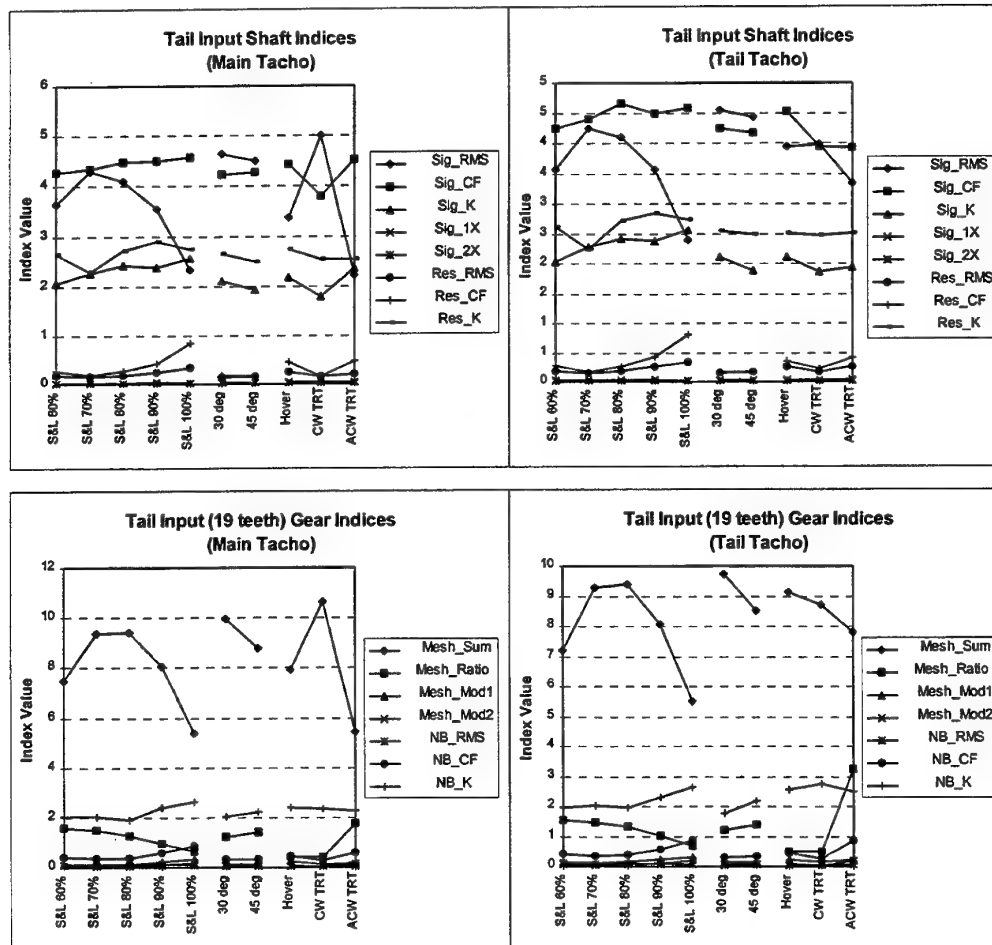 Tail Input Shaft Indices
(Main Tacho)
Index Value
6
5
4
3
2
1
0
S&L 60%
S&L 70%
S&L 80%
S&L 90%
S&L 100%
30 deg
45 deg
Hover
CW TRT
ACW TRT
Sig_RMS
Sig_CF
Sig_K
Sig_1X
Sig_2X
Res_RMS
Res_CF
Res_K
Tail Input Shaft Indices
(Tail Tacho)
Index Value
5
5
4
4
3
3
2
2
1
1
0
S&L 60%
S&L 70%
S&L 80%
S&L 90%
S&L 100%
30 deg
45 deg
Hover
CW TRT
ACW TRT
Sig_RMS
Sig_CF
Sig_K
Sig_1X
Sig_2X
Res_RMS
Res_CF
Res_K
Tail Input (19 teeth) Gear Indices
(Main Tacho)
Index Value
12
10
8
6
4
2
0
S&L 60%
S&L 70%
S&L 80%
S&L 90%
S&L 100%
30 deg
45 deg
Hover
CW TRT
ACW TRT
Mesh_Sum
Mesh_Ratio
Mesh_Mod1
Mesh_Mod2
NB_RMS
NB_CF
NB_K
Tail Input (19 teeth) Gear Indices
(Tail Tacho)
Index Value
10
9
8
7
6
5
4
3
2
1
0
S&L 60%
S&L 70%
S&L 80%
S&L 90%
S&L 100%
30 deg
45 deg
Hover
CW TRT
ACW TRT
Mesh_Sum
Mesh_Ratio
Mesh_Mod1
Mesh_Mod2
NB_RMS
NB_CF
NB_K